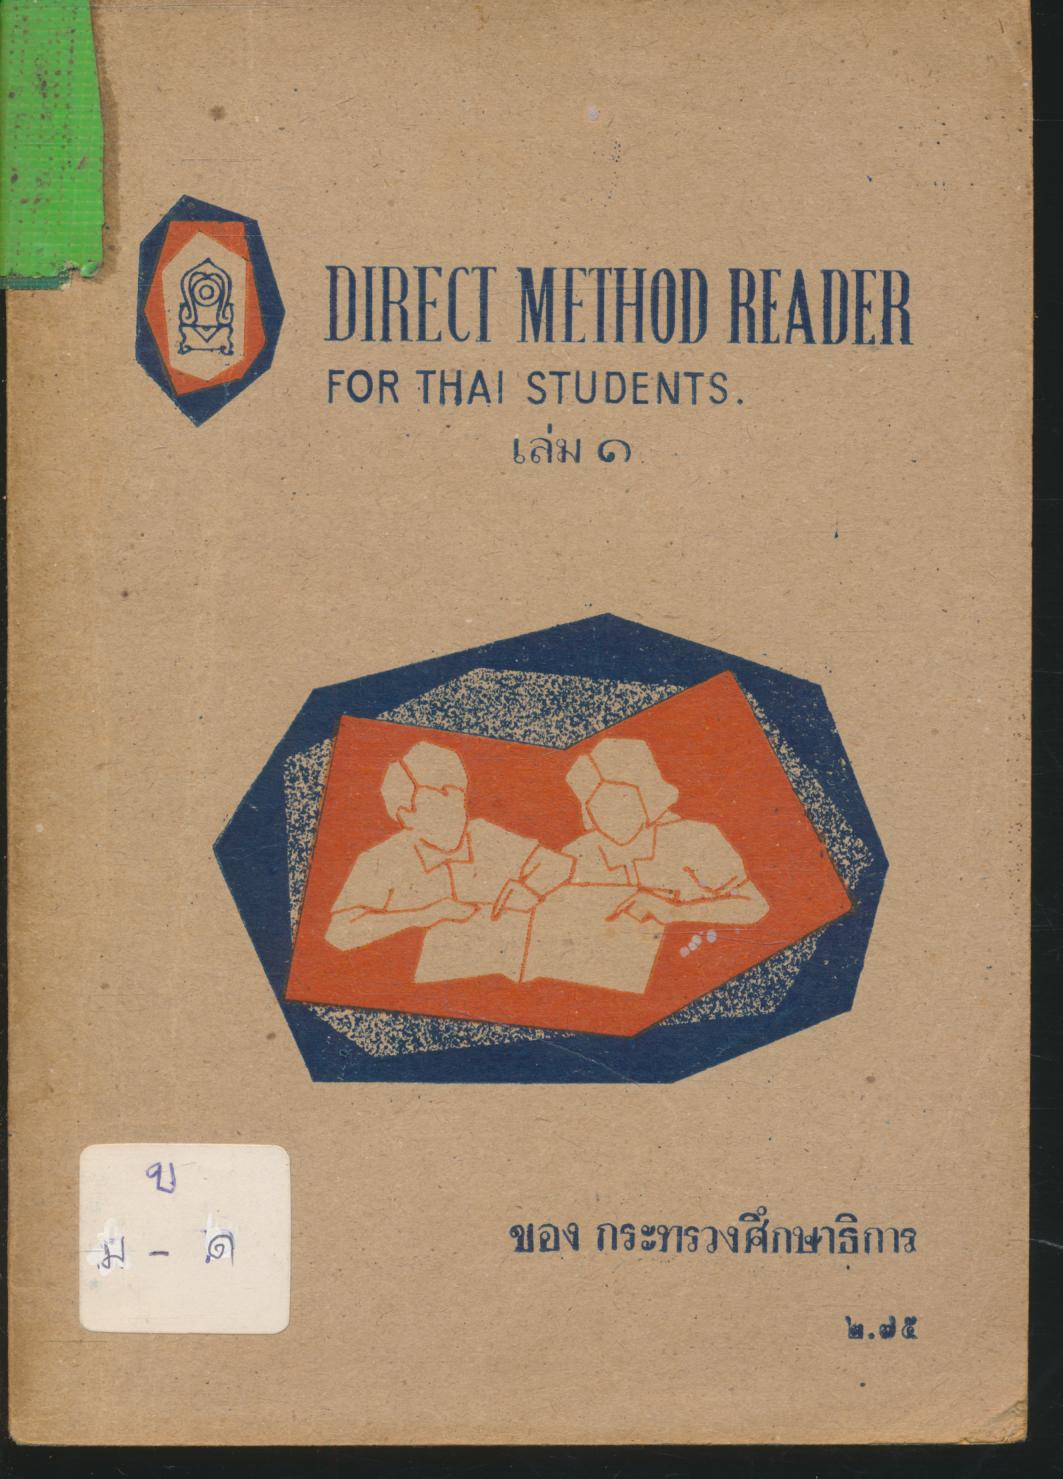 DIRECT METHOD READER
FOR THAI STUDENTS.
เล่ม ๑
ข
ม - ๑
ของ กระทรวงศึกษาธิการ
๒.๗๕